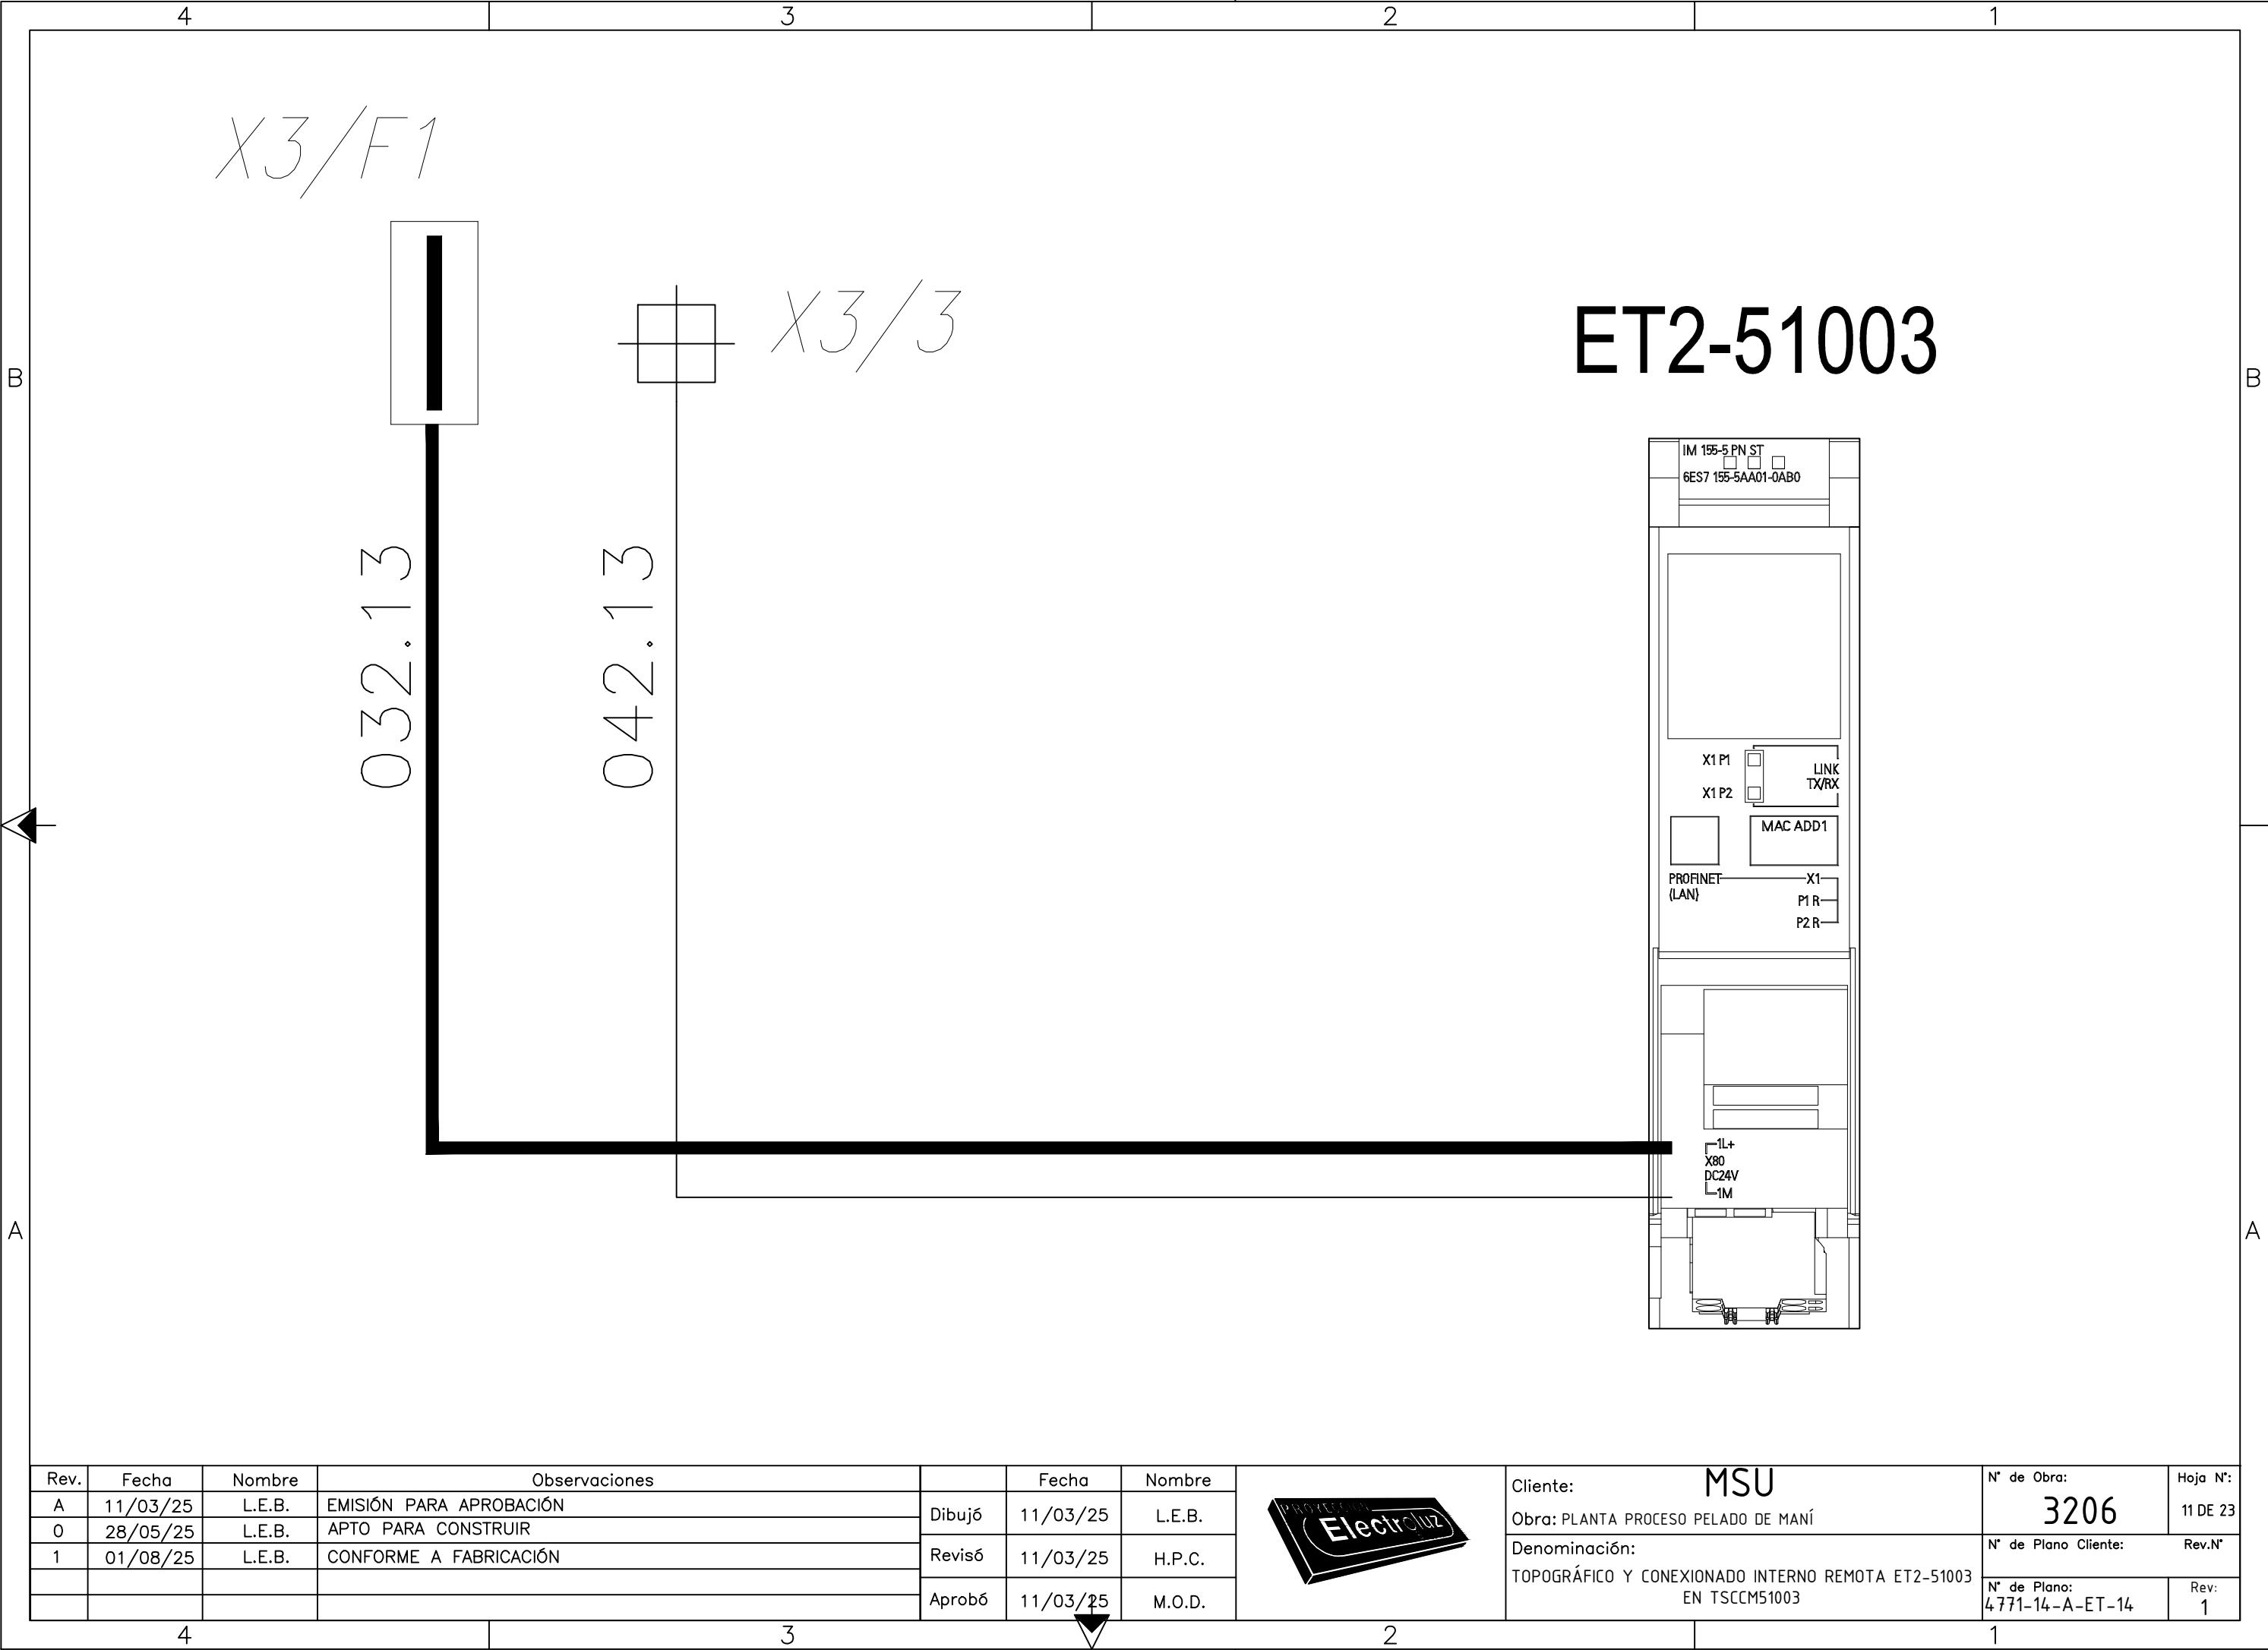 4 3 2 1
X3/F1
X3/3
ET2-51003
B B
IM 155-5 PN ST
6ES7 155-5AA01-0AB0
032.13
042.13
X1 P1
LINK
TX/RX
X1 P2
MAC ADD1
PROFINET X1
(LAN)
P1 R
P2 R
1L+
X80
DC24V
1M
A A
Rev. Fecha Nombre Observaciones
A 11/03/25 L.E.B. EMISIÓN PARA APROBACIÓN
0 28/05/25 L.E.B. APTO PARA CONSTRUIR
1 01/08/25 L.E.B. CONFORME A FABRICACIÓN
Fecha Nombre
Dibujó 11/03/25 L.E.B.
Revisó 11/03/25 H.P.C.
Aprobó 11/03/25 M.O.D.
Electroluz
Cliente: MSU
Obra: PLANTA PROCESO PELADO DE MANÍ
Denominación:
TOPOGRÁFICO Y CONEXIONADO INTERNO REMOTA ET2-51003
EN TSCCM51003
N° de Obra:
3206
Hoja N°:
11 DE 23
N° de Plano Cliente:
Rev.N°
N° de Plano:
4771-14-A-ET-14
Rev:
1
4 3 2 1